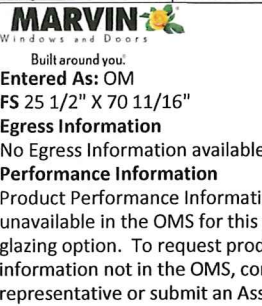 MARVIN
Windows and Doors
Built around you.
Entered As: OM
FS 25 1/2" X 70 11/16"
Egress Information
No Egress Information available
Performance Information
Product Performance Informati
unavailable in the OMS for this
glazing option. To request prod
information not in the OMS, con
representative or submit an Ass